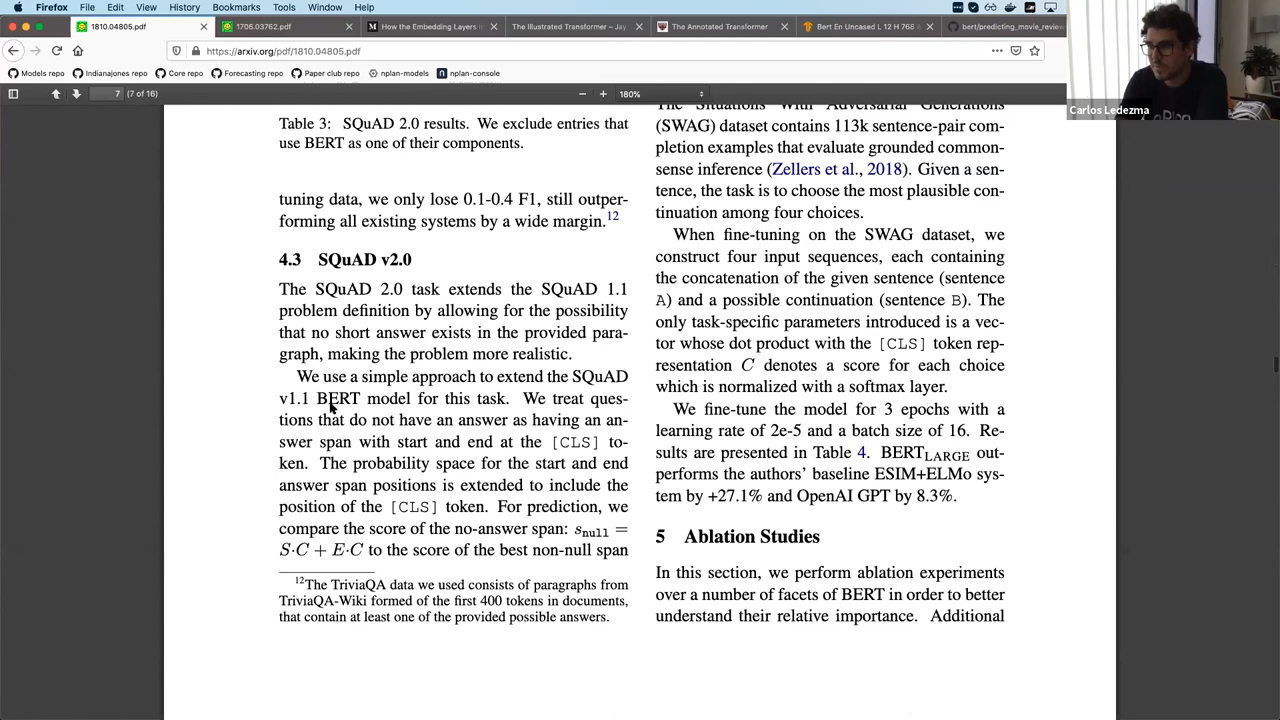 Firefox File Edit View History Bookmarks Tools Window Help
1810.04805.pdf
1706.03762.pdf
How the Embedding Layers i
The Illustrated Transformer – Jay
The Annotated Transformer
Bert En Uncased L 12 H 768 A
bert/predicting_movie_review
https://arxiv.org/pdf/1810.04805.pdf
Models repo Indianajones repo Core repo Forecasting repo Paper club repo nplan-models nplan-console
7 (7 of 16) 180%
Carlos Ledezma
Table 3: SQuAD 2.0 results. We exclude entries that
use BERT as one of their components.
tuning data, we only lose 0.1-0.4 F1, still outper-
forming all existing systems by a wide margin.12
4.3 SQuAD v2.0
The SQuAD 2.0 task extends the SQuAD 1.1
problem definition by allowing for the possibility
that no short answer exists in the provided para-
graph, making the problem more realistic.
We use a simple approach to extend the SQuAD
v1.1 BERT model for this task. We treat ques-
tions that do not have an answer as having an an-
swer span with start and end at the [CLS] to-
ken. The probability space for the start and end
answer span positions is extended to include the
position of the [CLS] token. For prediction, we
compare the score of the no-answer span: snull =
S·C + E·C to the score of the best non-null span
12The TriviaQA data we used consists of paragraphs from
TriviaQA-Wiki formed of the first 400 tokens in documents,
that contain at least one of the provided possible answers.
The Situations With Adversarial Generations
(SWAG) dataset contains 113k sentence-pair com-
pletion examples that evaluate grounded common-
sense inference (Zellers et al., 2018). Given a sen-
tence, the task is to choose the most plausible con-
tinuation among four choices.
When fine-tuning on the SWAG dataset, we
construct four input sequences, each containing
the concatenation of the given sentence (sentence
A) and a possible continuation (sentence B). The
only task-specific parameters introduced is a vec-
tor whose dot product with the [CLS] token rep-
resentation C denotes a score for each choice
which is normalized with a softmax layer.
We fine-tune the model for 3 epochs with a
learning rate of 2e-5 and a batch size of 16. Re-
sults are presented in Table 4. BERTLARGE out-
performs the authors' baseline ESIM+ELMo sys-
tem by +27.1% and OpenAI GPT by 8.3%.
5 Ablation Studies
In this section, we perform ablation experiments
over a number of facets of BERT in order to better
understand their relative importance. Additional